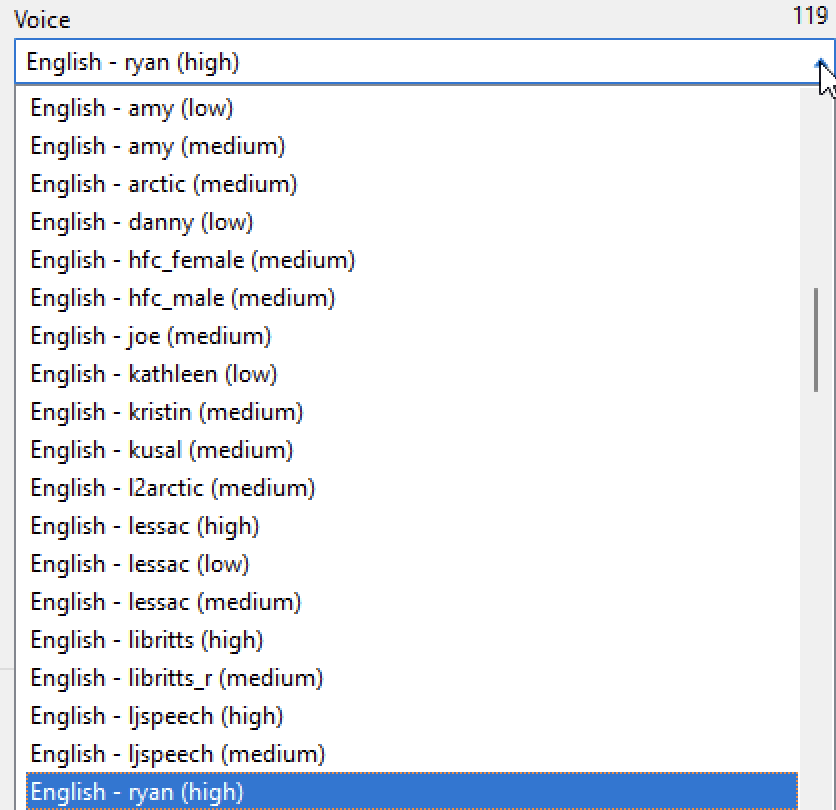 Voice 119
English - ryan (high)
English - amy (low)
English - amy (medium)
English - arctic (medium)
English - danny (low)
English - hfc_female (medium)
English - hfc_male (medium)
English - joe (medium)
English - kathleen (low)
English - kristin (medium)
English - kusal (medium)
English - l2arctic (medium)
English - lessac (high)
English - lessac (low)
English - lessac (medium)
English - libritts (high)
English - libritts_r (medium)
English - ljspeech (high)
English - ljspeech (medium)
English - ryan (high)